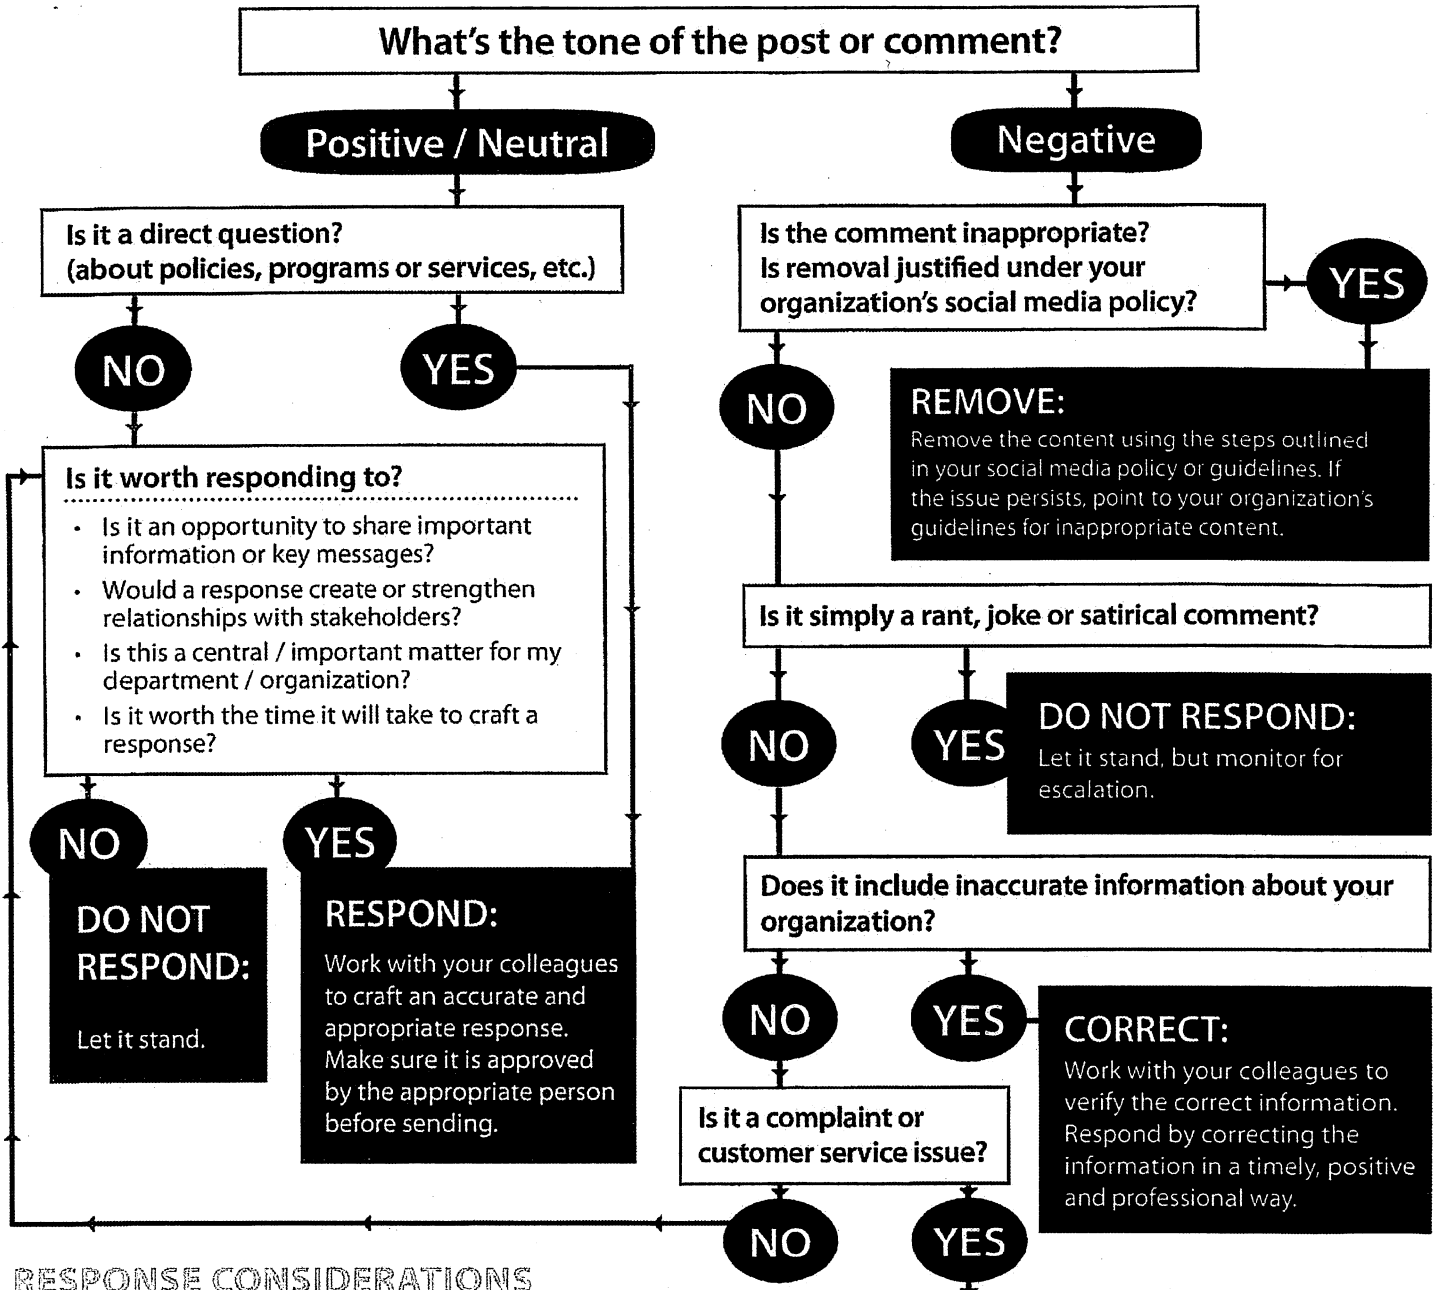 What's the tone of the post or comment?
Positive / Neutral
Negative
Is it a direct question?
(about policies, programs or services, etc.)
NO
YES
Is it worth responding to?
• Is it an opportunity to share important
information or key messages?
• Would a response create or strengthen
relationships with stakeholders?
• Is this a central / important matter for my
department / organization?
• Is it worth the time it will take to craft a
response?
NO
YES
DO NOT
RESPOND:
Let it stand.
RESPOND:
Work with your colleagues
to craft an accurate and
appropriate response.
Make sure it is approved
by the appropriate person
before sending.
Is the comment inappropriate?
Is removal justified under your
organization's social media policy?
YES
NO
REMOVE:
Remove the content using the steps outlined
in your social media policy or guidelines. If
the issue persists, point to your organization's
guidelines for inappropriate content.
Is it simply a rant, joke or satirical comment?
NO
YES
DO NOT RESPOND:
Let it stand, but monitor for
escalation.
Does it include inaccurate information about your
organization?
NO
YES
CORRECT:
Work with your colleagues to
verify the correct information.
Respond by correcting the
information in a timely, positive
and professional way.
Is it a complaint or
customer service issue?
NO
YES
RESPONSE CONSIDERATIONS